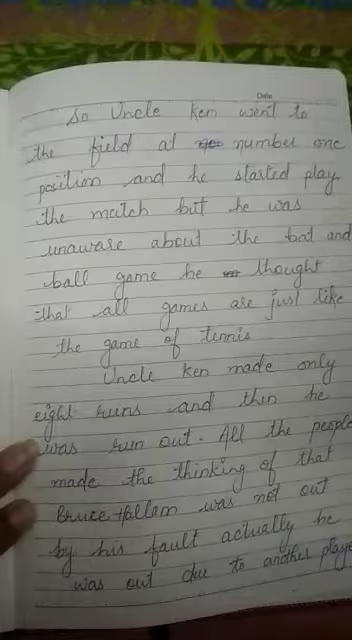 Date
So Uncle Ken went to
the field at number one
position and he started play
the match but he was
unaware about the bat and
ball game he thought
that all games are just like
the game of tennis
Uncle Ken made only
eight runs and then he
was run out. All the people
made the thinking of that
Bruce Hallam was not out
by his fault actually he
was out due to another playe